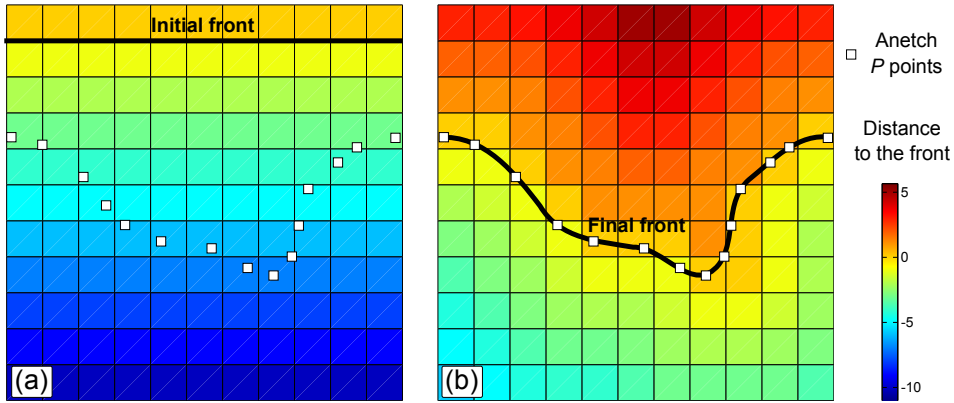 Initial front
(a)
Final front
(b)
Anetch
P points
Distance
to the front
5
0
-5
-10